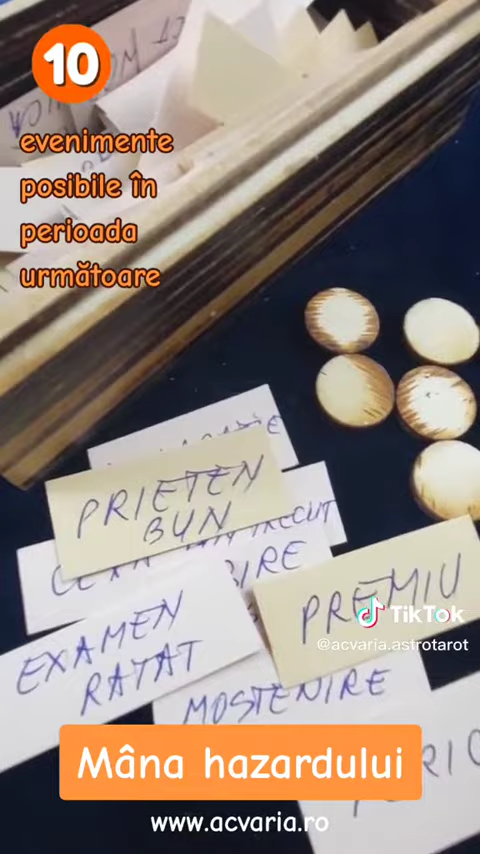 10
evenimente
posibile în
perioada
următoare
PRIETEN
BUN
TRECUT
PREMIU
TikTok
@acvaria.astrotarot
EXAMEN
RATAT
MOSTENIRE
Mâna hazardului
www.acvaria.ro